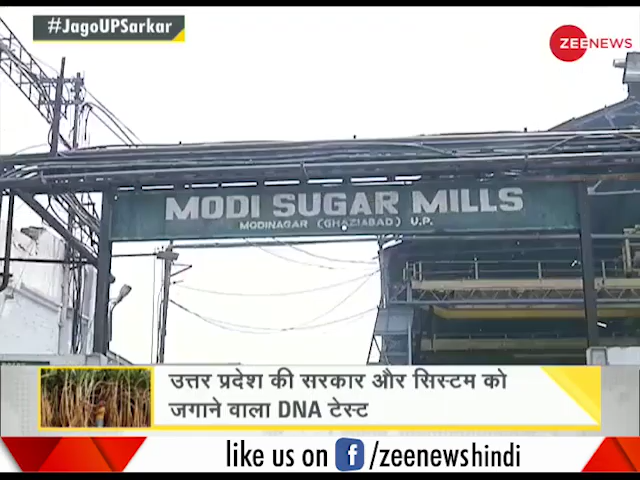 #JagoUPSarkar
ZEENEWS
MODI SUGAR MILLS
MODINAGAR (GHAZIABAD) U.P.
उत्तर प्रदेश की सरकार और सिस्टम को
जगाने वाला DNA टेस्ट
like us on f/zeenewshindi